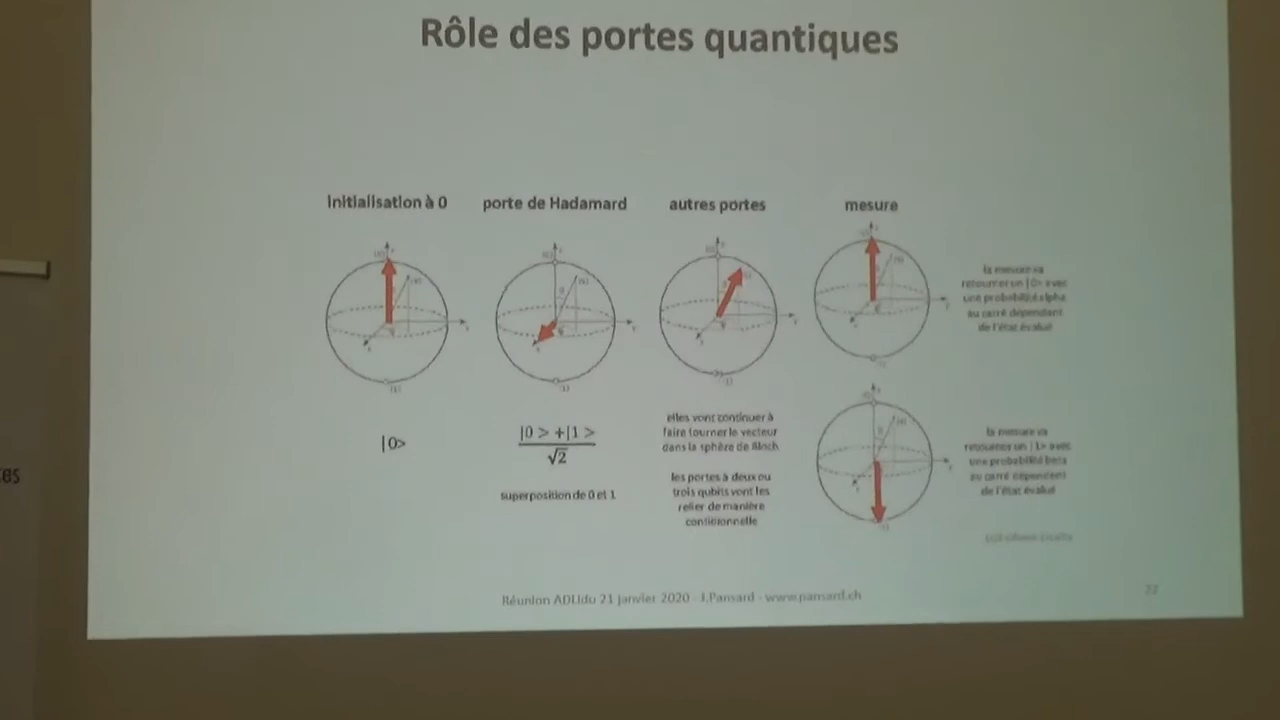 Rôle des portes quantiques
Initialisation à 0
porte de Hadamard
autres portes
mesure
|0>
|0 > +|1 >
√2
superposition de 0 et 1
elles vont continuer à
faire tourner le vecteur
dans la sphère de Bloch
les portes à deux ou
trois qubits vont les
relier de manière
conditionnelle
la mesure va
retourner un |0> avec
une probabilité alpha
au carré dépendant
de l'état évalué
la mesure va
retourner un |1> avec
une probabilité beta
au carré dépendant
de l'état évalué
Réunion ADLIdu 21 janvier 2020 - J.Pansard - www.pansard.ch
22
es